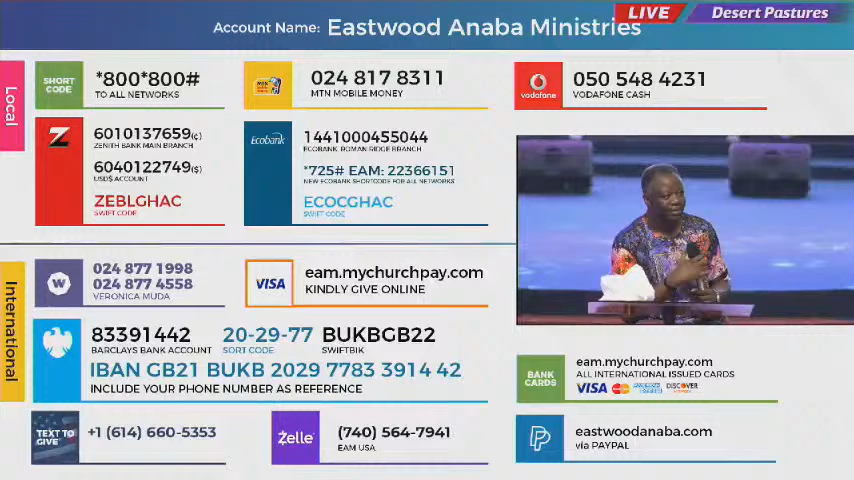 LIVE
Desert Pastures
Account Name: Eastwood Anaba Ministries
Local
SHORT CODE
*800*800#
TO ALL NETWORKS
024 817 8311
MTN MOBILE MONEY
vodafone
050 548 4231
VODAFONE CASH
6010137659(¢)
ZENITH BANK MAIN BRANCH
6040122749($)
USD$ ACCOUNT
ZEBLGHAC
SWIFT CODE
Ecobank
1441000455044
ECOBANK ROMAN RIDGE BRANCH
*725# EAM: 22366151
NEW ECOBANK SHORTCODE FOR ALL NETWORKS
ECOCGHAC
SWIFT CODE
International
W
024 877 1998
024 877 4558
VERONICA MUDA
VISA
eam.mychurchpay.com
KINDLY GIVE ONLINE
83391442 20-29-77 BUKBGB22
BARCLAYS BANK ACCOUNT SORT CODE SWIFTBIK
IBAN GB21 BUKB 2029 7783 3914 42
INCLUDE YOUR PHONE NUMBER AS REFERENCE
TEXT TO GIVE
+1 (614) 660-5353
Zelle
(740) 564-7941
EAM USA
BANK CARDS
eam.mychurchpay.com
ALL INTERNATIONAL ISSUED CARDS
VISA
DISCOVER
eastwoodanaba.com
via PAYPAL